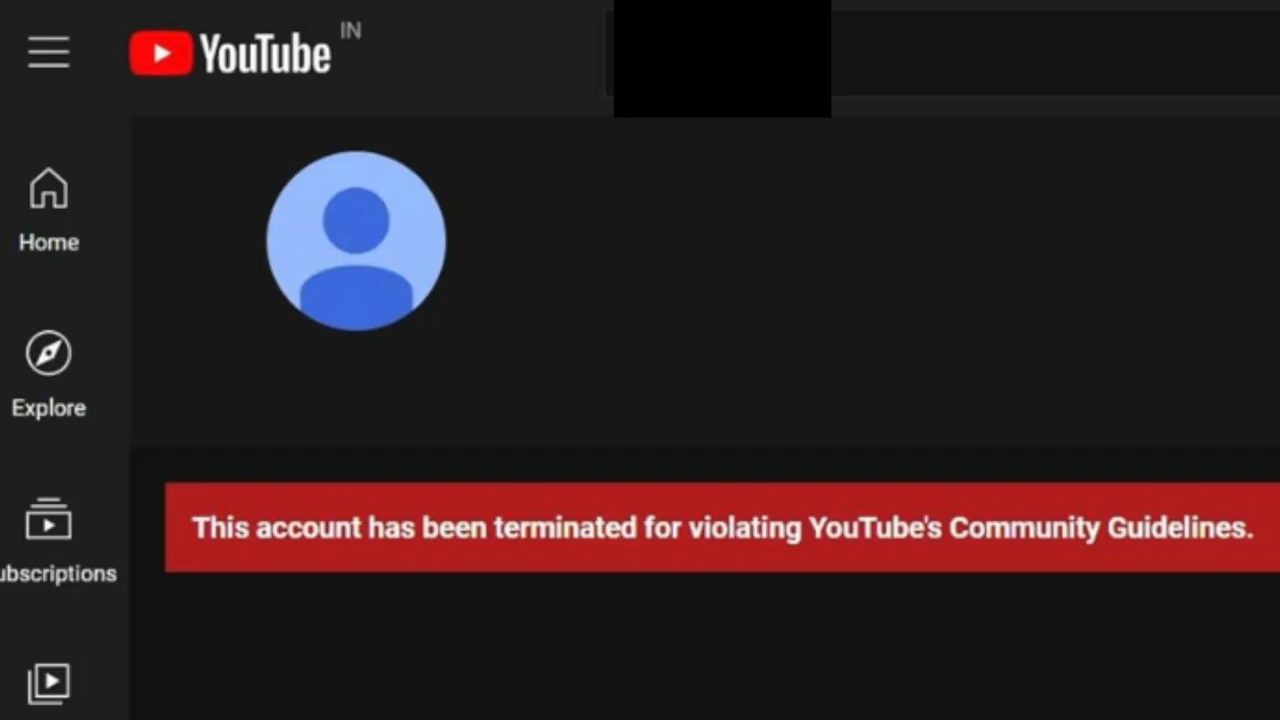 YouTube IN
Home
Explore
ubscriptions
This account has been terminated for violating YouTube's Community Guidelines.